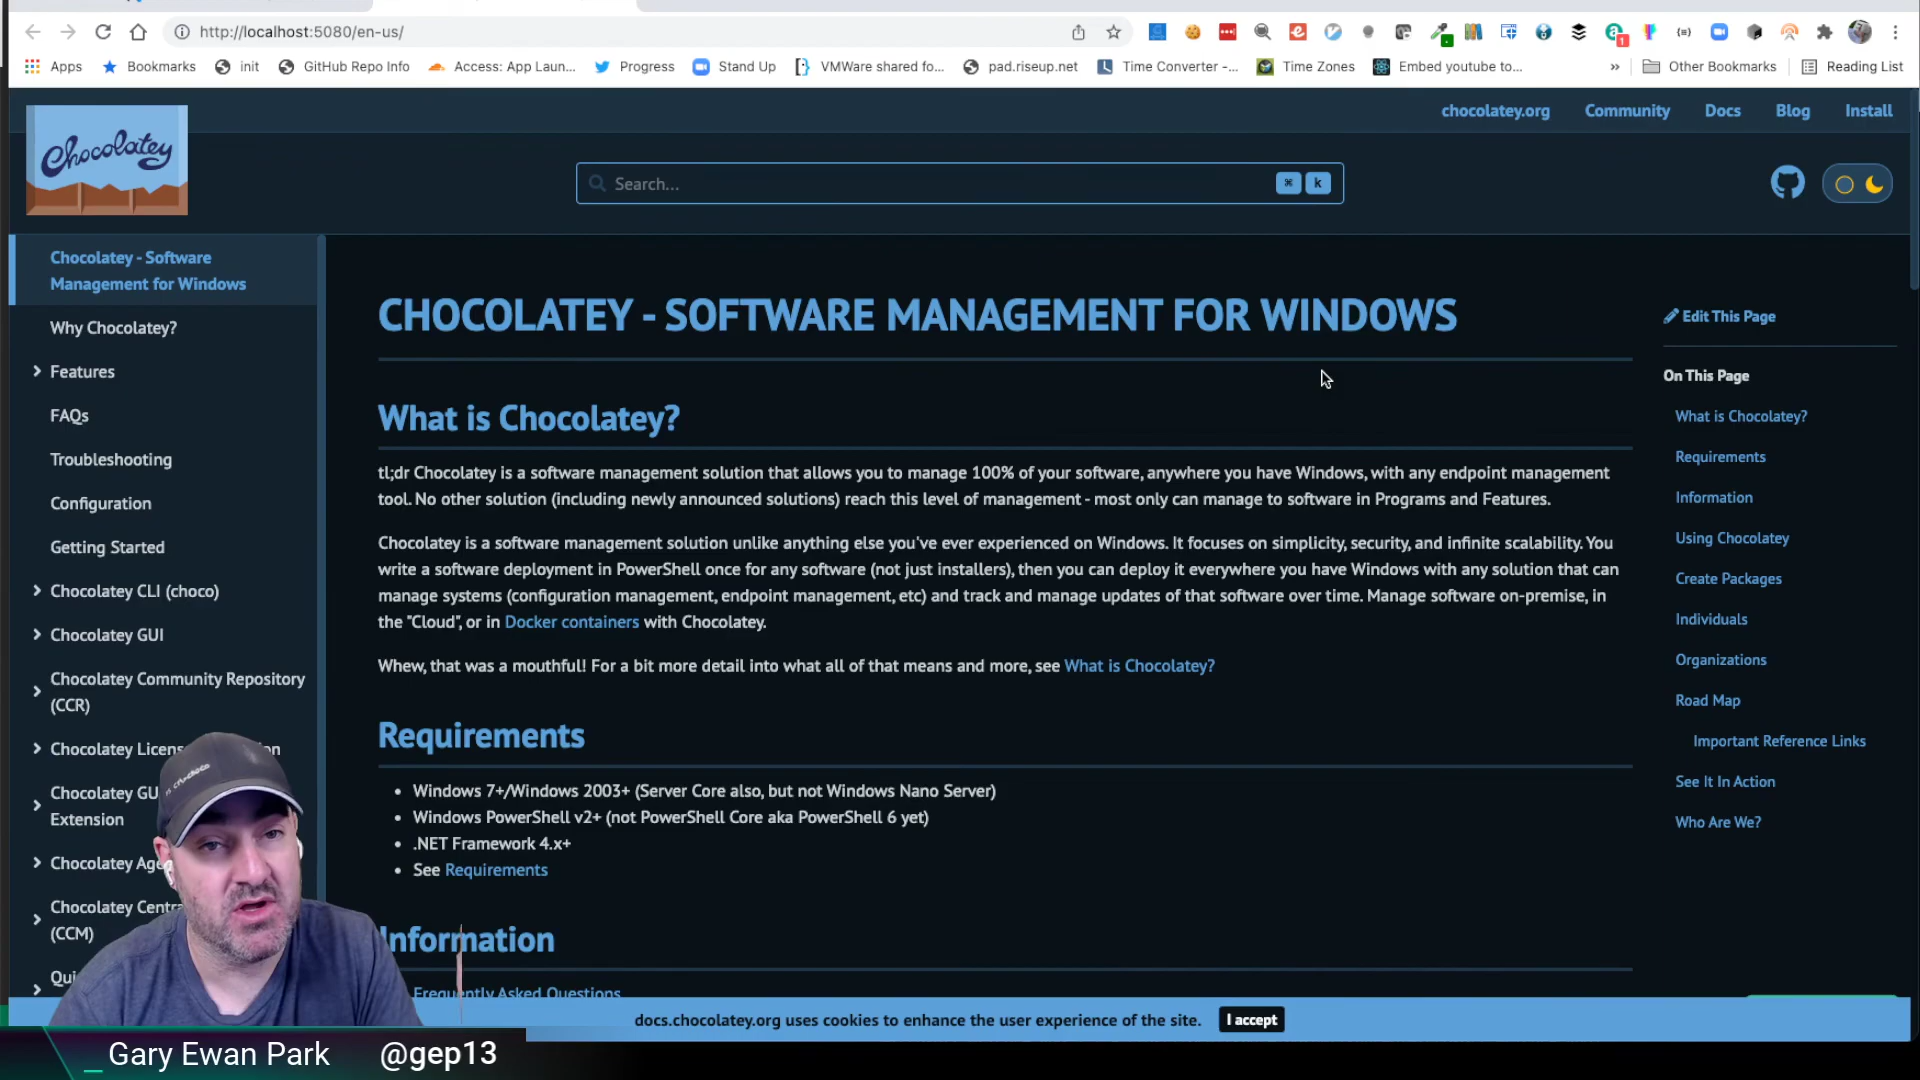 http://localhost:5080/en-us/
1
Apps
Bookmarks
init
GitHub Repo Info
Access: App Laun...
Progress
Stand Up
VMWare shared fo...
pad.riseup.net
Time Converter -...
Time Zones
Embed youtube to...
»
Other Bookmarks
Reading List
Chocolatey
chocolatey.org
Community
Docs
Blog
Install
Search...
⌘
k
Chocolatey - Software
Management for Windows
Why Chocolatey?
Features
FAQs
Troubleshooting
Configuration
Getting Started
Chocolatey CLI (choco)
Chocolatey GUI
Chocolatey Community Repository
(CCR)
Chocolatey
Chocolatey GU
Extension
Chocolatey
Chocolatey
(CCM)
CHOCOLATEY - SOFTWARE MANAGEMENT FOR WINDOWS
What is Chocolatey?
tl;dr Chocolatey is a software management solution that allows you to manage 100% of your software, anywhere you have Windows, with any endpoint management
tool. No other solution (including newly announced solutions) reach this level of management - most only can manage to software in Programs and Features.
Chocolatey is a software management solution unlike anything else you've ever experienced on Windows. It focuses on simplicity, security, and infinite scalability. You
write a software deployment in PowerShell once for any software (not just installers), then you can deploy it everywhere you have Windows with any solution that can
manage systems (configuration management, endpoint management, etc) and track and manage updates of that software over time. Manage software on-premise, in
the "Cloud", or in Docker containers with Chocolatey.
Whew, that was a mouthful! For a bit more detail into what all of that means and more, see What is Chocolatey?
Requirements
• Windows 7+/Windows 2003+ (Server Core also, but not Windows Nano Server)
• Windows PowerShell v2+ (not PowerShell Core aka PowerShell 6 yet)
• .NET Framework 4.x+
• See Requirements
Information
Frequently Asked Questions
Edit This Page
On This Page
What is Chocolatey?
Requirements
Information
Using Chocolatey
Create Packages
Individuals
Organizations
Road Map
Important Reference Links
See It In Action
Who Are We?
docs.chocolatey.org uses cookies to enhance the user experience of the site.
I accept
_ Gary Ewan Park
@gep13